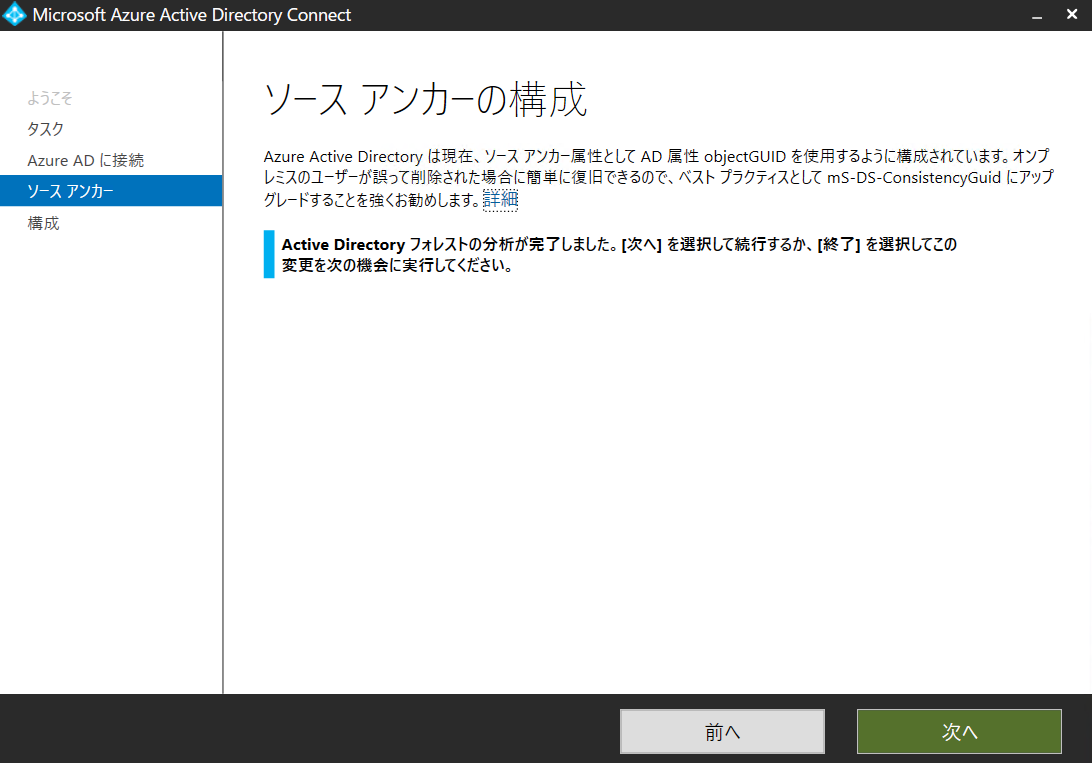 Microsoft Azure Active Directory Connect
ようこそ
タスク
Azure AD に接続
ソース アンカー
構成
ソース アンカーの構成
Azure Active Directory は現在、ソース アンカー属性として AD 属性 objectGUID を使用するように構成されています。オンプ
レミスのユーザーが誤って削除された場合に簡単に復旧できるので、ベスト プラクティスとして mS-DS-ConsistencyGuid にアップ
グレードすることを強くお勧めします。詳細
Active Directory フォレストの分析が完了しました。[次へ] を選択して続行するか、[終了] を選択してこの
変更を次の機会に実行してください。
前へ
次へ